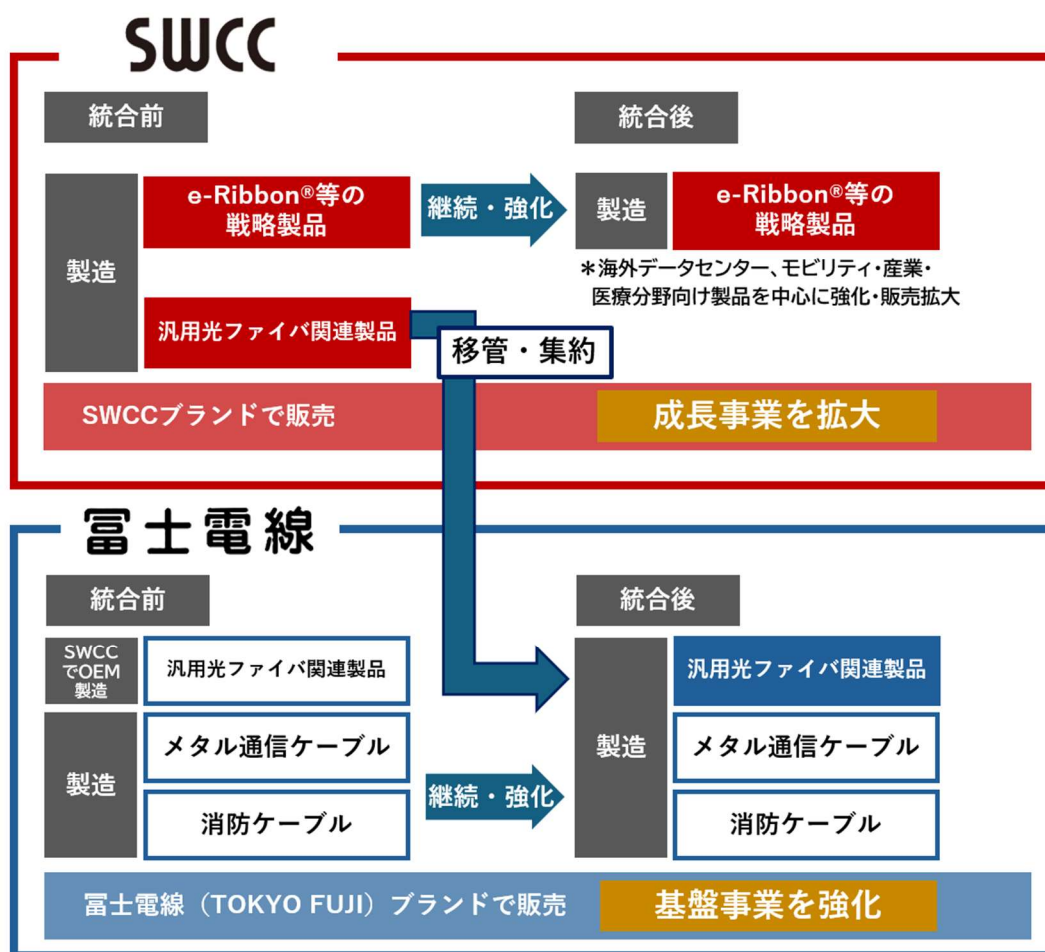 SWCC
統合前
統合後
製造
e-Ribbon®等の
戦略製品
継続・強化
製造
e-Ribbon®等の
戦略製品
＊海外データセンター、モビリティ・産業・
医療分野向け製品を中心に強化・販売拡大
汎用光ファイバ関連製品
移管・集約
SWCCブランドで販売
成長事業を拡大
冨士電線
統合前
統合後
SWCC
でOEM
製造
汎用光ファイバ関連製品
製造
メタル通信ケーブル
消防ケーブル
継続・強化
製造
汎用光ファイバ関連製品
メタル通信ケーブル
消防ケーブル
冨士電線（TOKYO FUJI）ブランドで販売
基盤事業を強化